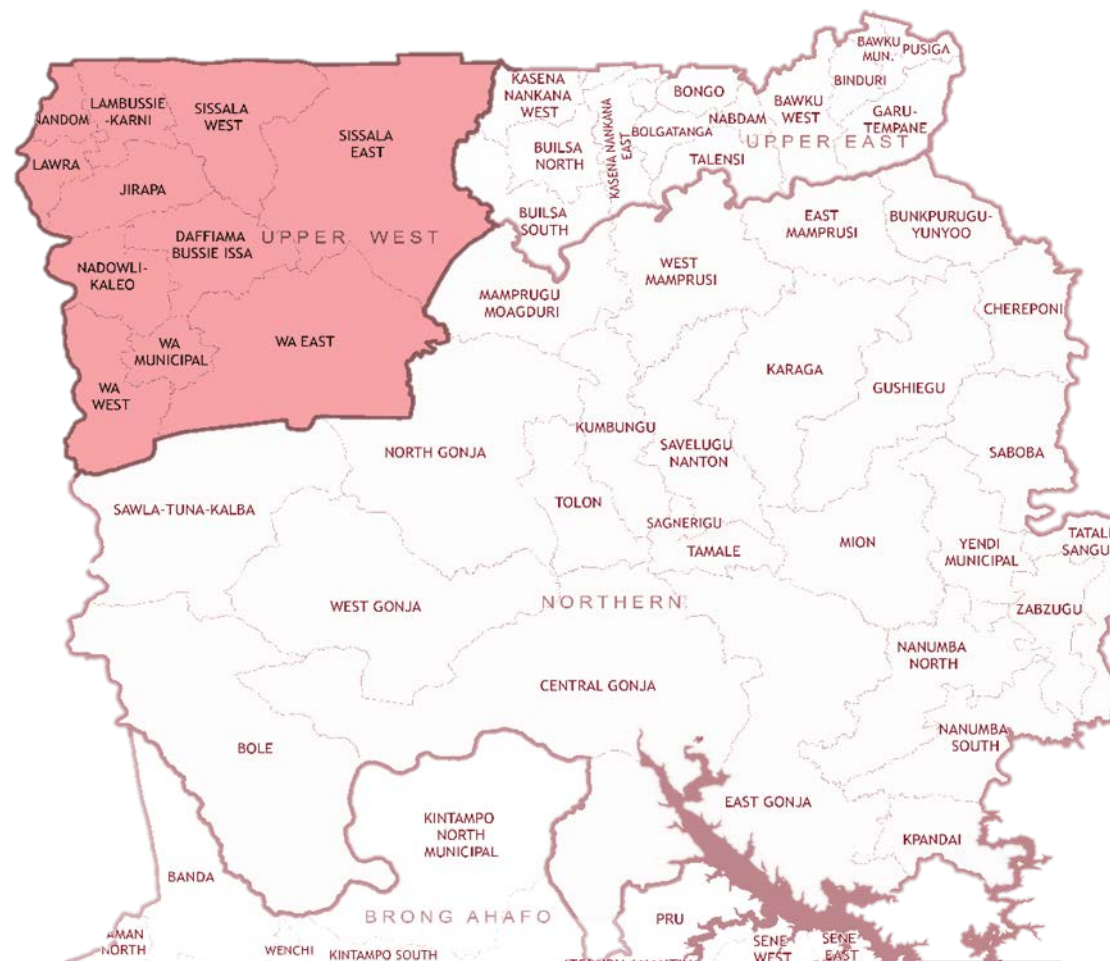 BAWKU
MUN.
PUSIGA
KASENA
NANKANA
WEST
BONGO
BINDURI
LAMBUSSIE
-KARNI
SISSALA
WEST
NANDOM
BAWKU
WEST
GARU-
TEMPANE
NABDAM
BOLGATANGA
KASENA NANKANA
EAST
SISSALA
EAST
UPPER EAST
BUILSA
NORTH
LAWRA
TALENSI
JIRAPA
BUILSA
SOUTH
EAST
MAMPRUSI
BUNKPURUGU-
YUNYOO
DAFFIAMA
BUSSIE ISSA
UPPER WEST
NADOWLI-
KALEO
WEST
MAMPRUSI
MAMPRUGU
MOAGDURI
CHEREPONI
WA
MUNICIPAL
WA EAST
KARAGA
GUSHIEGU
WA
WEST
KUMBUNGU
NORTH GONJA
SAVELUGU
NANTON
SABOBA
SAWLA-TUNA-KALBA
TOLON
SAGNERIGU
TAMALE
MION
YENDI
MUNICIPAL
TATALI
SANGU
WEST GONJA
NORTHERN
ZABZUGU
NANUMBA
NORTH
CENTRAL GONJA
BOLE
NANUMBA
SOUTH
EAST GONJA
KINTAMPO
NORTH
MUNICIPAL
KPANDAI
BANDA
BRONG AHAFO
PRU
AMAN
NORTH
WENCHI
KINTAMPO SOUTH
SENE
WEST
SENE
EAST